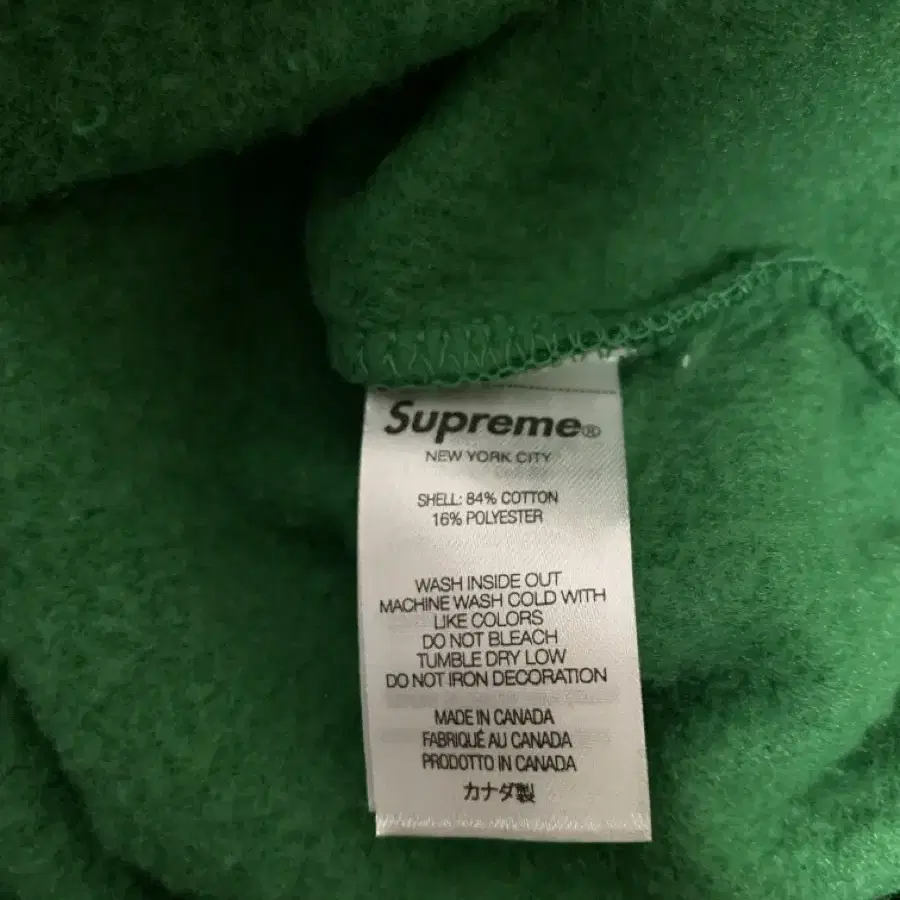 Supreme®
NEW YORK CITY
SHELL: 84% COTTON
16% POLYESTER
WASH INSIDE OUT
MACHINE WASH COLD WITH
LIKE COLORS
DO NOT BLEACH
TUMBLE DRY LOW
DO NOT IRON DECORATION
MADE IN CANADA
FABRIQUÉ AU CANADA
PRODOTTO IN CANADA
カナダ製